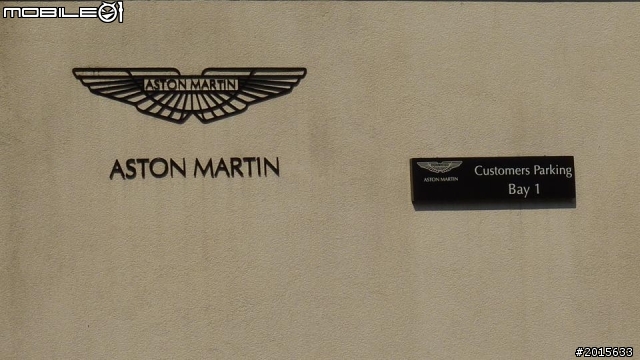 MOBILE01
ASTON MARTIN
ASTON MARTIN
ASTON MARTIN
Customers Parking
Bay 1
#2015633